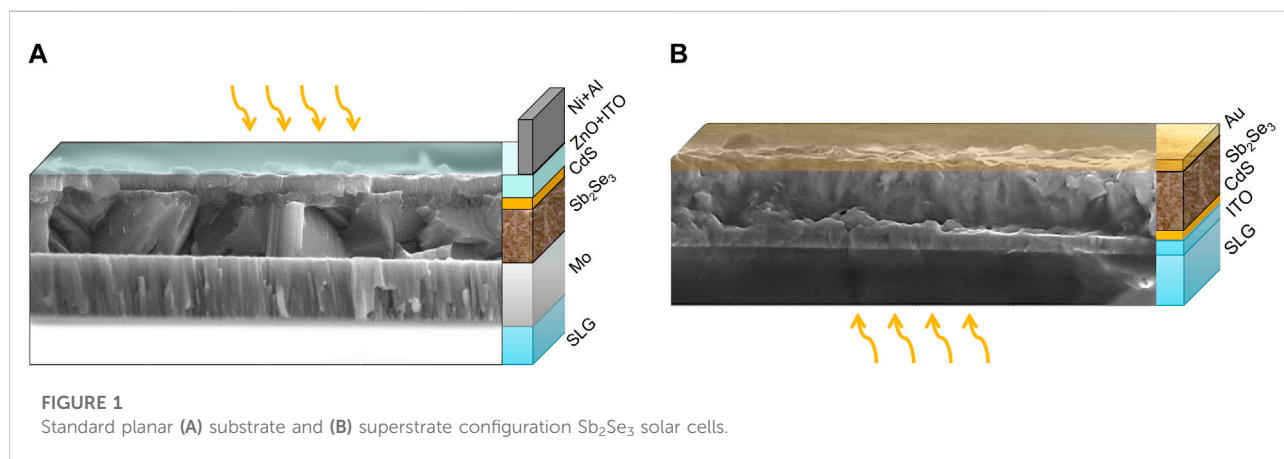 A
Ni+Al
ZnO+ITO
CdS
Sb₂Se₃
Mo
SLG
B
Au
Sb₂Se₃
CdS
ITO
SLG
FIGURE 1
Standard planar (A) substrate and (B) superstrate configuration Sb₂Se₃ solar cells.